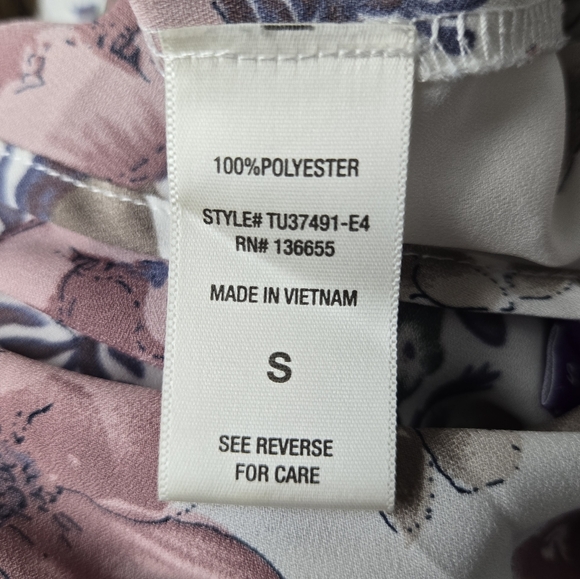 100%POLYESTER
STYLE# TU37491-E4
RN# 136655
MADE IN VIETNAM
S
SEE REVERSE
FOR CARE